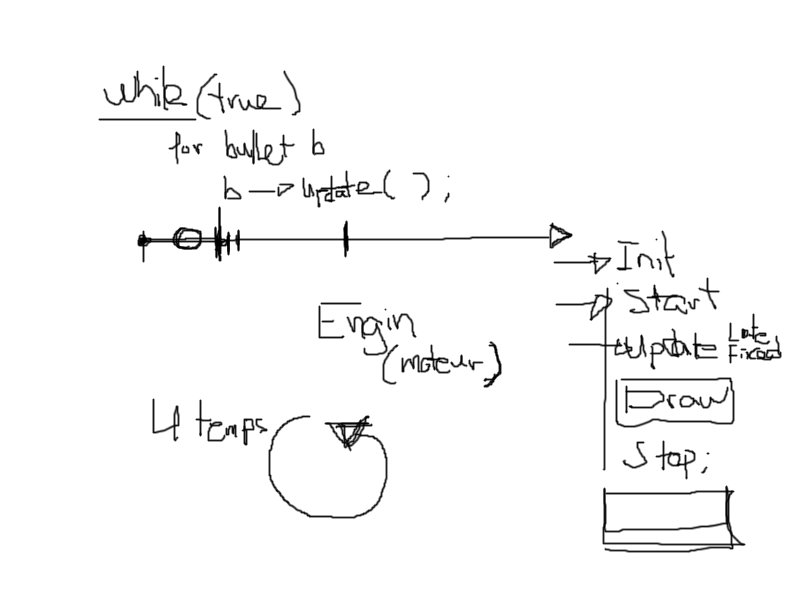 while (true)
for bullet b
b → update( );
Init
Start
Update Late Fixed
Engin
(moteur)
Draw
4 temps
Stop;